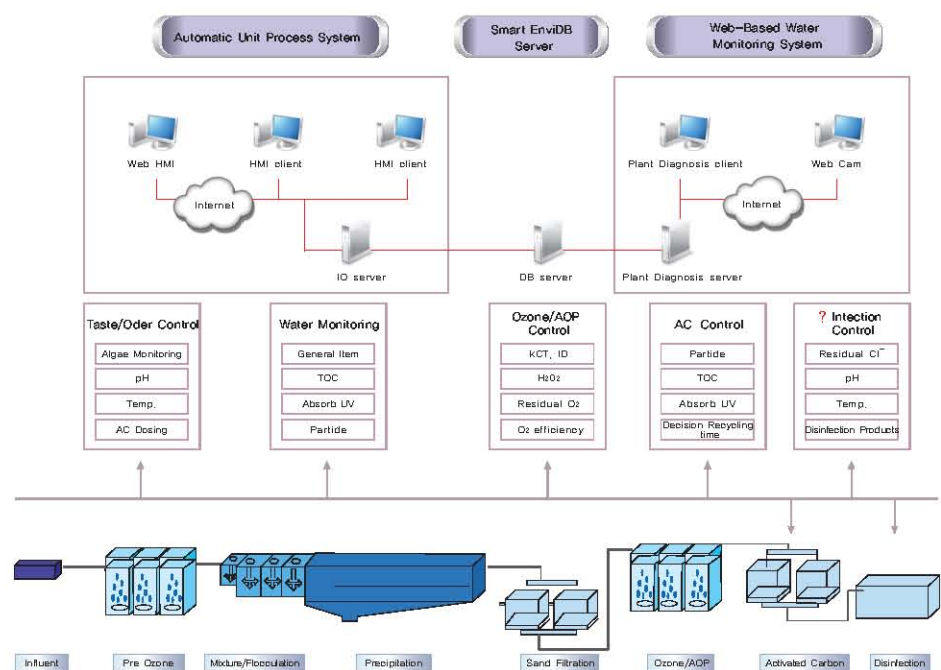 Automatic Unit Process System
Smart EnviDB
Server
Web-Based Water
Monitoring System
Web HMI
HMI client
HMI client
Internet
IO server
DB server
Plant Diagnosis client
Web Cam
Internet
Plant Diagnosis server
Taste/Oder Control
Algae Monitoring
pH
Temp.
AC Dosing
Water Monitoring
General Item
TOC
Absorb UV
Partide
Ozone/AOP
Control
kCT, ID
H2O2
Residual O2
O2 efficiency
AC Control
Partide
TOC
Absorb UV
Decision Recycling
time
? Intection
Control
Residual Cl⁻
pH
Temp.
Disinfection Products
Influent
Pre Ozone
Mixture/Flocculation
Precipitation
Sand Filtration
Ozone/AOP
Activated Carbon
Disinfection